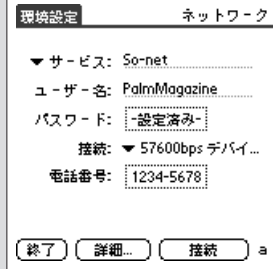 環境設定 ネットワーク
▼ サービス: So-net
ユーザー名: PalmMagazine
パスワード: -設定済み-
接続: ▼ 57600bps デバイ...
電話番号: 1234-5678
終了 詳細... 接続 a